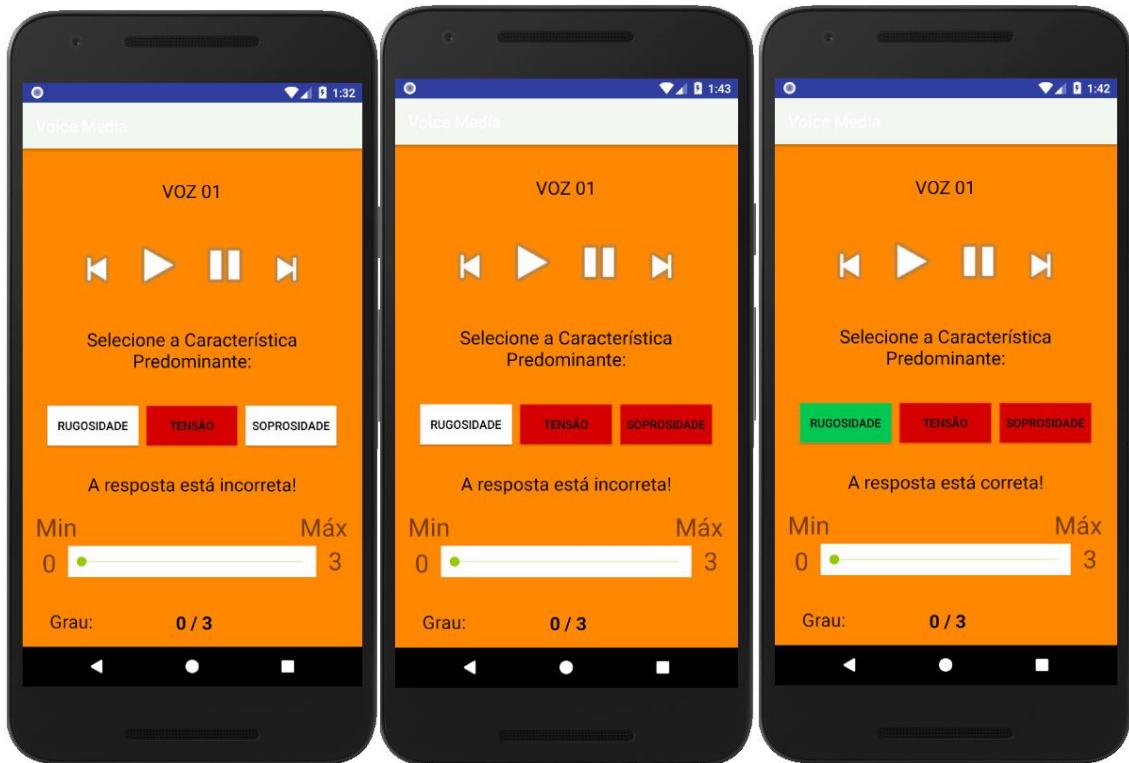 1:32
Voice Media
VOZ 01
Selecione a Característica
Predominante:
RUGOSIDADE TENSÃO SOPROSIDADE
A resposta está incorreta!
Min Máx
0 3
Grau: 0 / 3
1:43
Voice Media
VOZ 01
Selecione a Característica
Predominante:
RUGOSIDADE TENSÃO SOPROSIDADE
A resposta está incorreta!
Min Máx
0 3
Grau: 0 / 3
1:42
Voice Media
VOZ 01
Selecione a Característica
Predominante:
RUGOSIDADE TENSÃO SOPROSIDADE
A resposta está correta!
Min Máx
0 3
Grau: 0 / 3